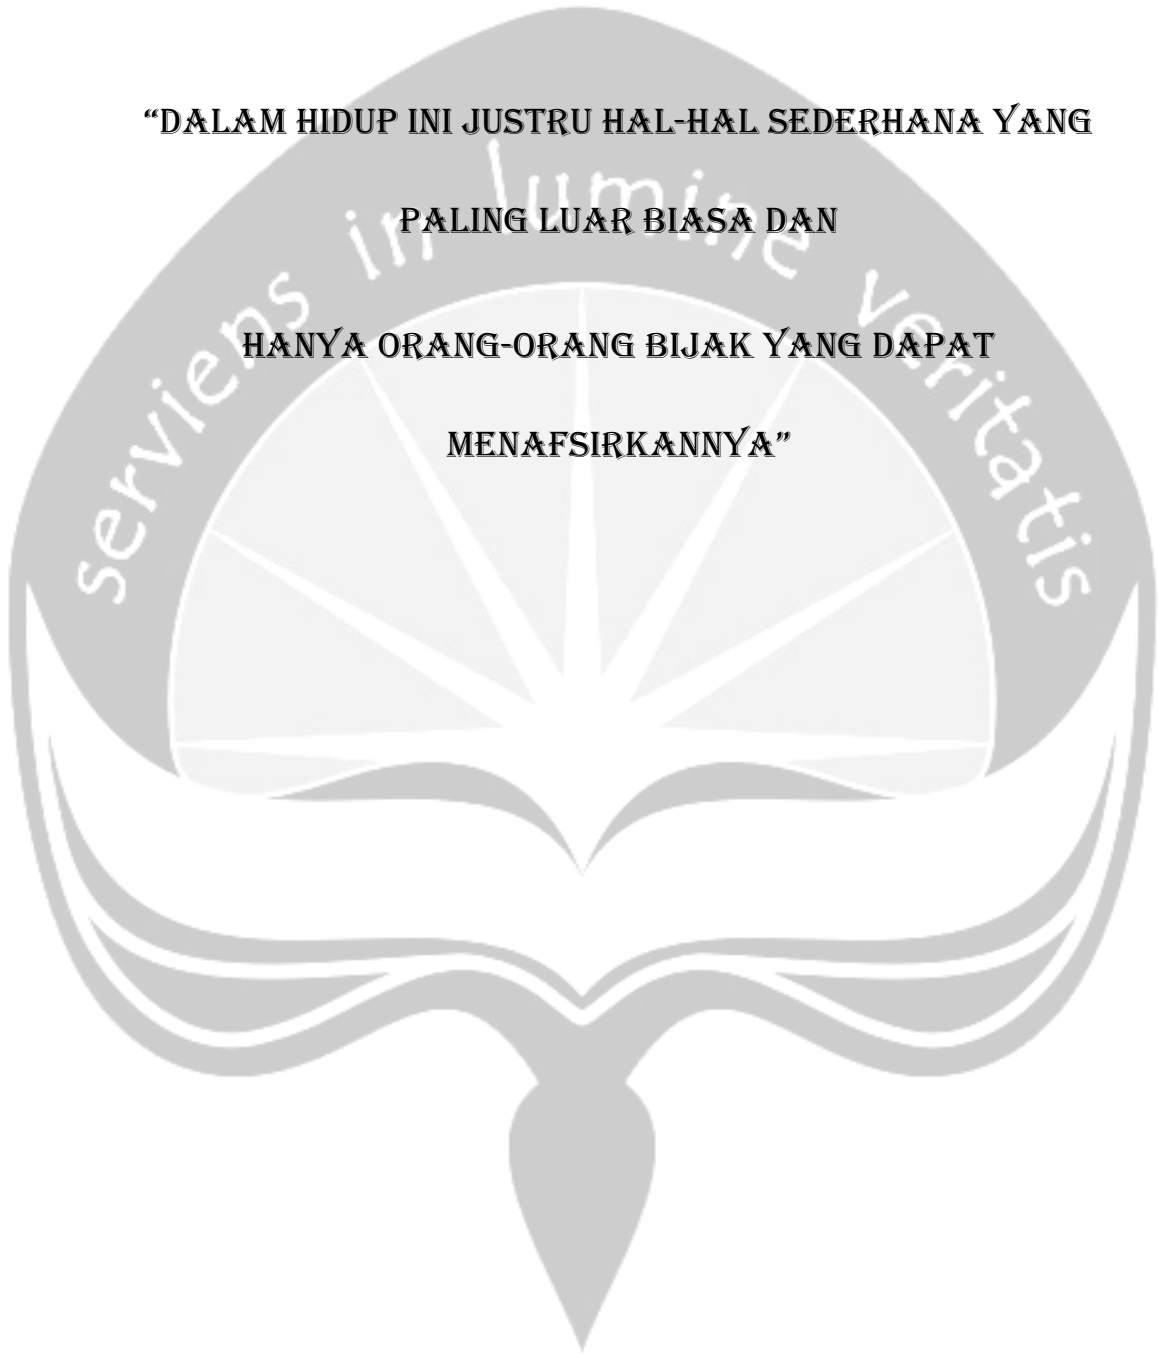 “DALAM HIDUP INI JUSTRU HAL-HAL SEDERHANA YANG
PALING LUAR BIASA DAN
HANYA ORANG-ORANG BIJAK YANG DAPAT
MENAFSIRKANNYA”
serviens in lumine veritatis